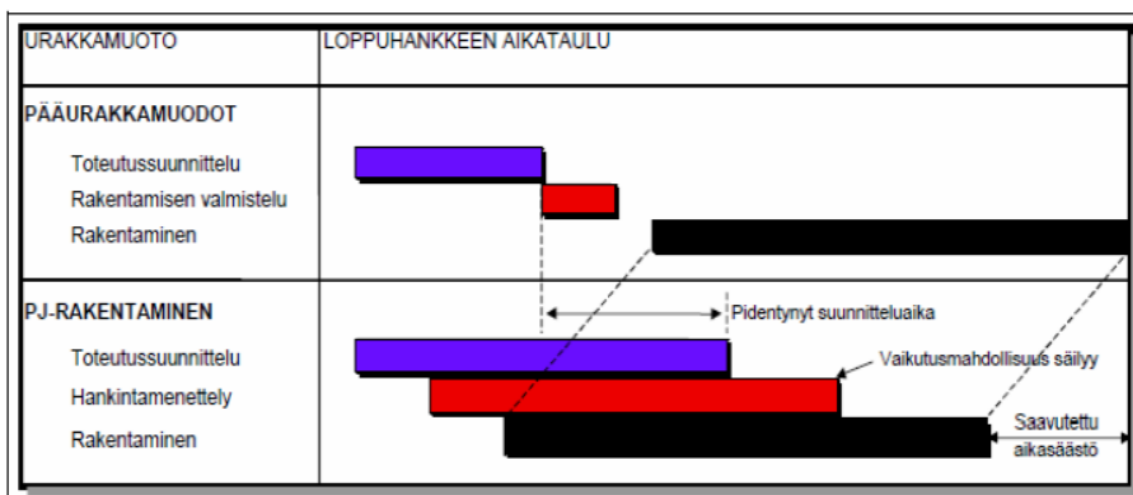 URAKKAMUOTO
LOPPUHANKKEEN AIKATAULU
PÄÄURAKKAMUODOT
Toteutussuunnittelu
Rakentamisen valmistelu
Rakentaminen
PJ-RAKENTAMINEN
Pidentynyt suunnitteluaika
Toteutussuunnittelu
Vaikutusmahdollisuus säilyy
Hankintamenettely
Rakentaminen
Saavutettu
aikasäästö